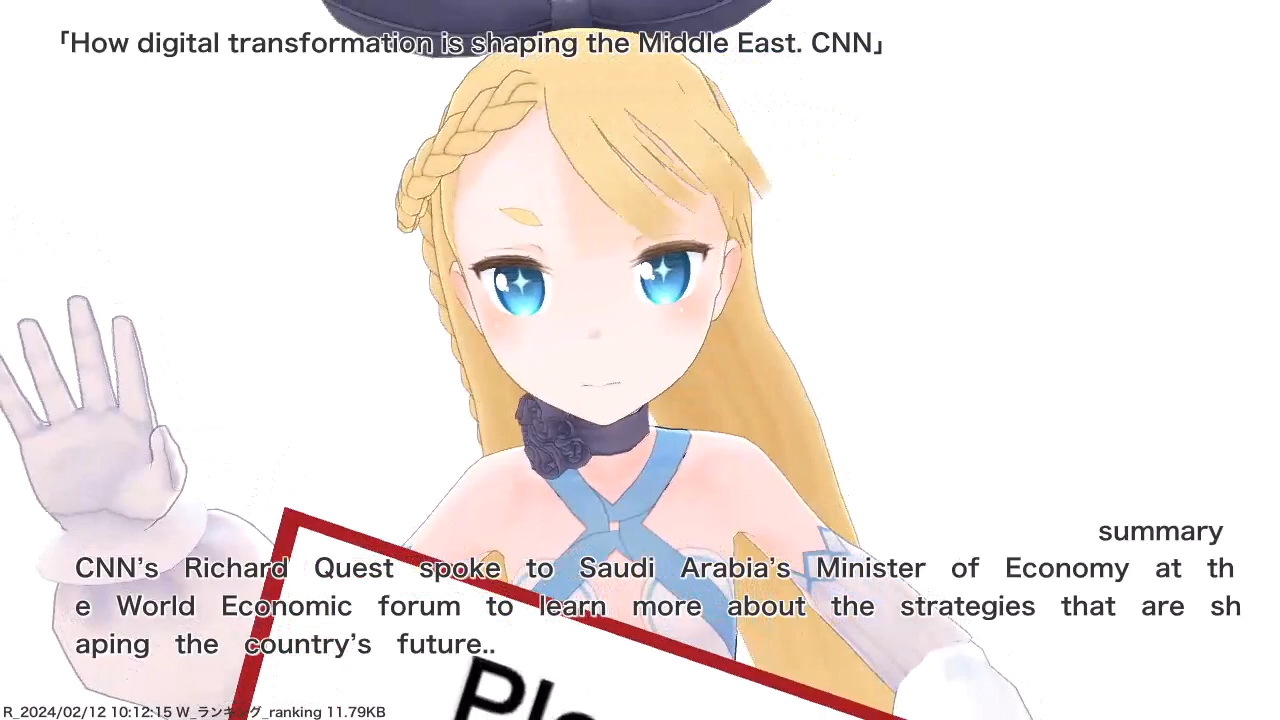 「How digital transformation is shaping the Middle East. CNN」
summary
CNN’s Richard Quest spoke to Saudi Arabia’s Minister of Economy at th
e World Economic forum to learn more about the strategies that are sh
aping the country’s future..
Ple
R_2024/02/12 10:12:15 W_ランキング_ranking 11.79KB